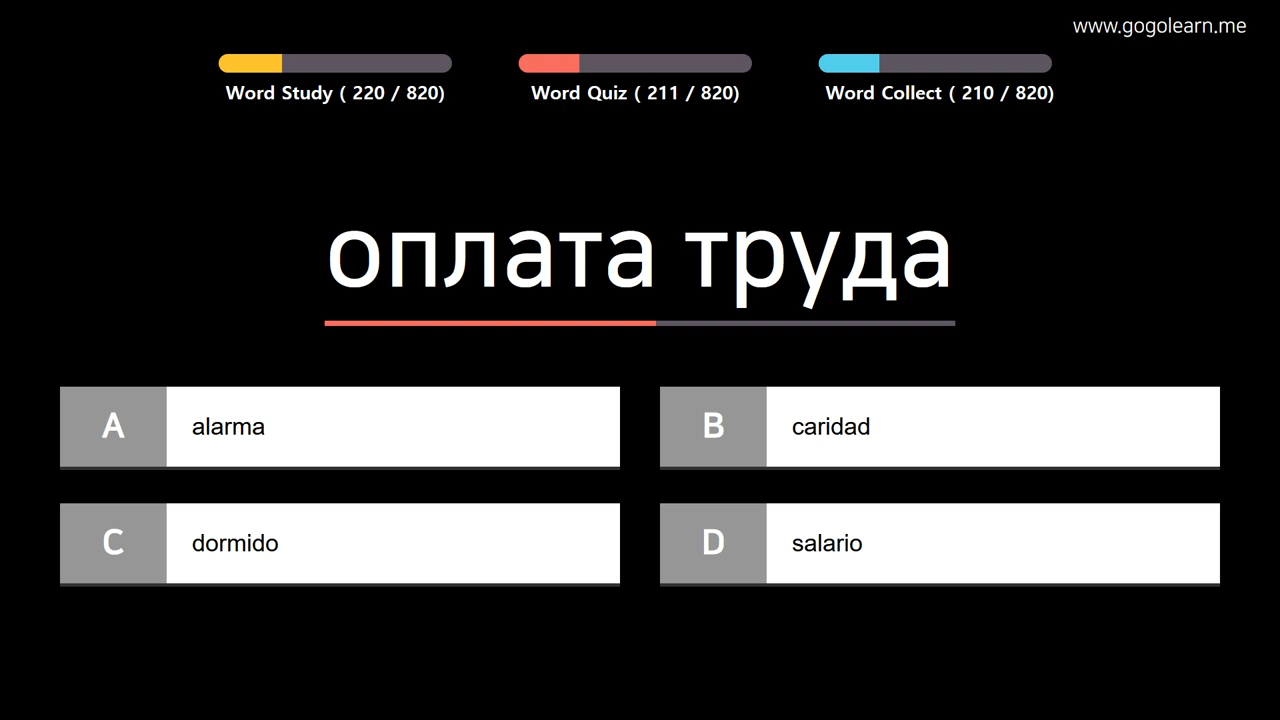 www.gogolearn.me
Word Study ( 220 / 820)
Word Quiz ( 211 / 820)
Word Collect ( 210 / 820)
оплата труда
A alarma
B caridad
C dormido
D salario